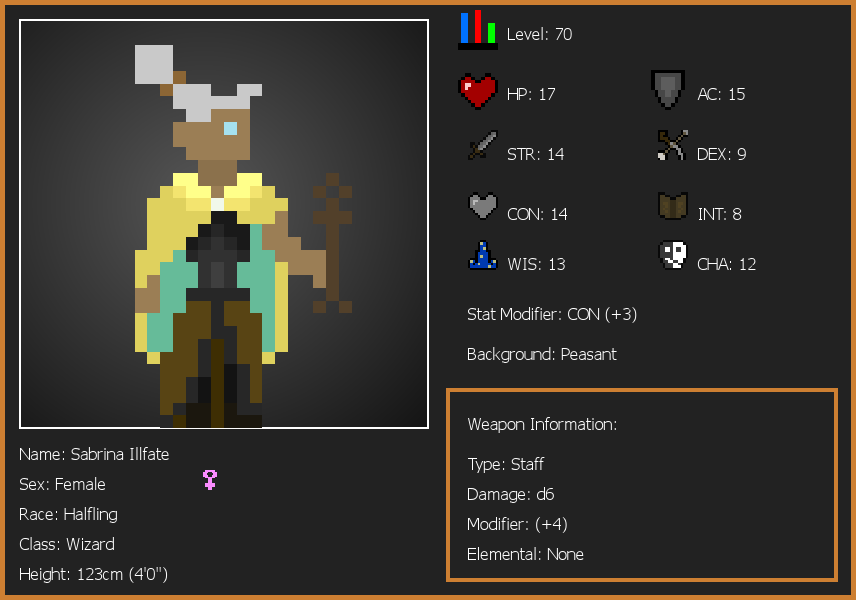 Level: 70
HP: 17
AC: 15
STR: 14
DEX: 9
CON: 14
INT: 8
WIS: 13
CHA: 12
Stat Modifier: CON (+3)
Background: Peasant
Weapon Information:
Type: Staff
Damage: d6
Modifier: (+4)
Elemental: None
Name: Sabrina Illfate
Sex: Female
Race: Halfling
Class: Wizard
Height: 123cm (4'0")